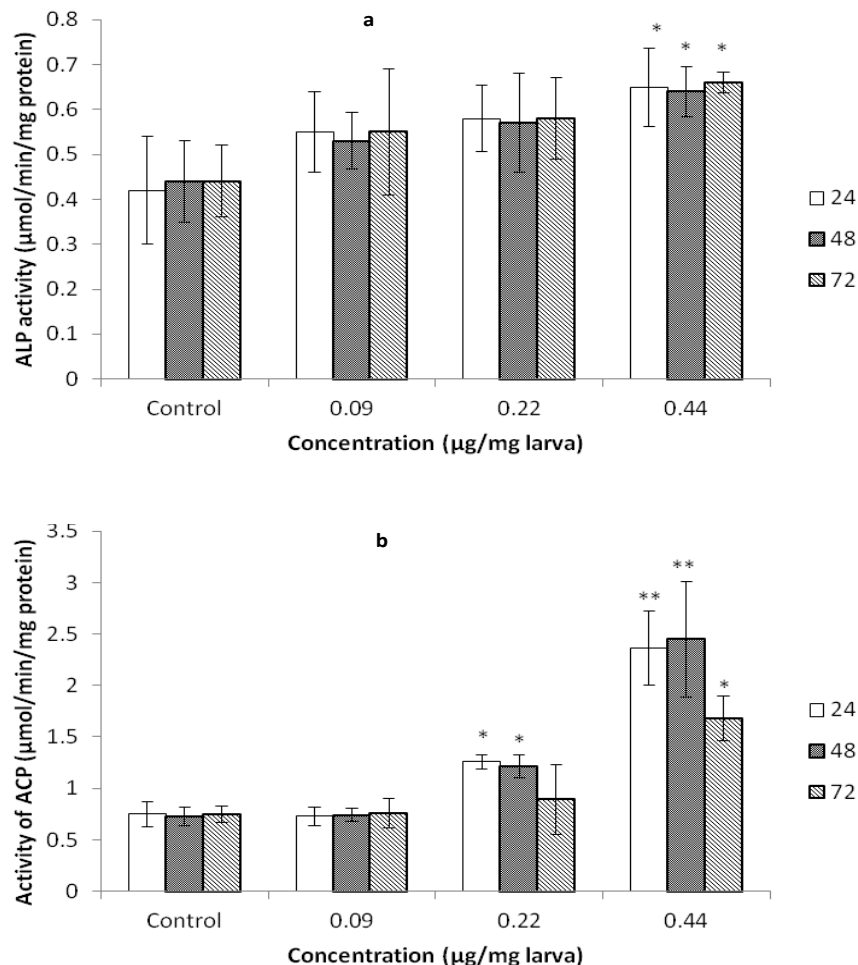 a
0.8
0.7
0.6
0.5
0.4
0.3
0.2
0.1
0
ALP activity (µmol/min/mg protein)
* * *
Control 0.09 0.22 0.44
Concentration (µg/mg larva)
24
48
72
b
3.5
3
2.5
2
1.5
1
0.5
0
Activity of ACP (µmol/min/mg protein)
* * ** ** *
Control 0.09 0.22 0.44
Concentration (µg/mg larva)
24
48
72